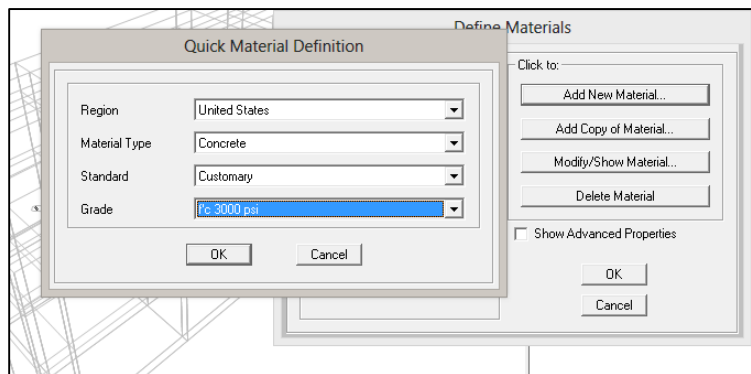 Define Materials
Quick Material Definition
Region United States
Material Type Concrete
Standard Customary
Grade f'c 3000 psi
OK Cancel
Click to:
Add New Material...
Add Copy of Material...
Modify/Show Material...
Delete Material
Show Advanced Properties
OK
Cancel